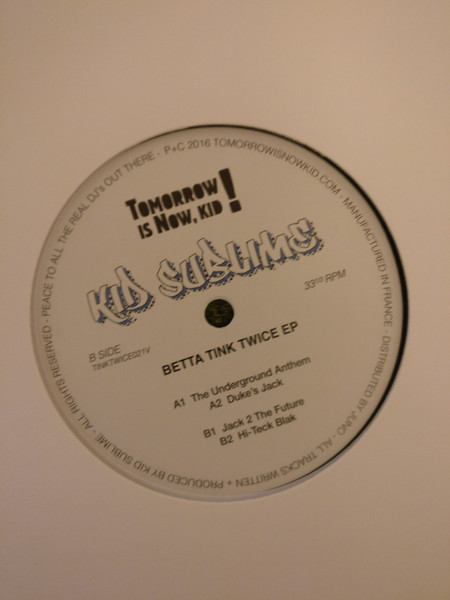 TOMORROW
IS NOW, KID!
KID SUBLIME
33 1/3 RPM
B SIDE
TINKTWICE021V
BETTA TINK TWICE EP
A1 The Underground Anthem
A2 Duke's Jack
B1 Jack 2 The Future
B2 Hi-Teck Blak
P+C 2016 TOMORROWISNOWKID.COM - MANUFACTURED IN FRANCE - DISTRIBUTED BY JUNO - ALL TRACKS WRITTEN + PRODUCED BY KID SUBLIME - ALL RIGHTS RESERVED - PEACE TO ALL THE REAL DJ's OUT THERE -